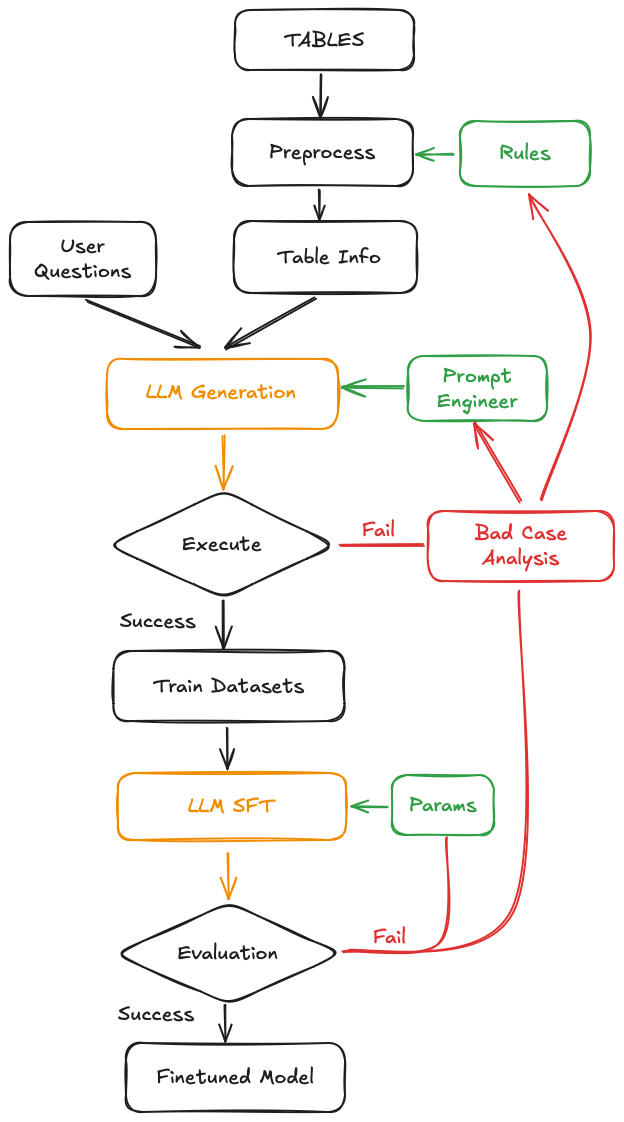 TABLES
Preprocess
Rules
User
Questions
Table Info
LLM Generation
Prompt
Engineer
Execute
Fail
Bad Case
Analysis
Success
Train Datasets
LLM SFT
Params
Fail
Evaluation
Success
Finetuned Model